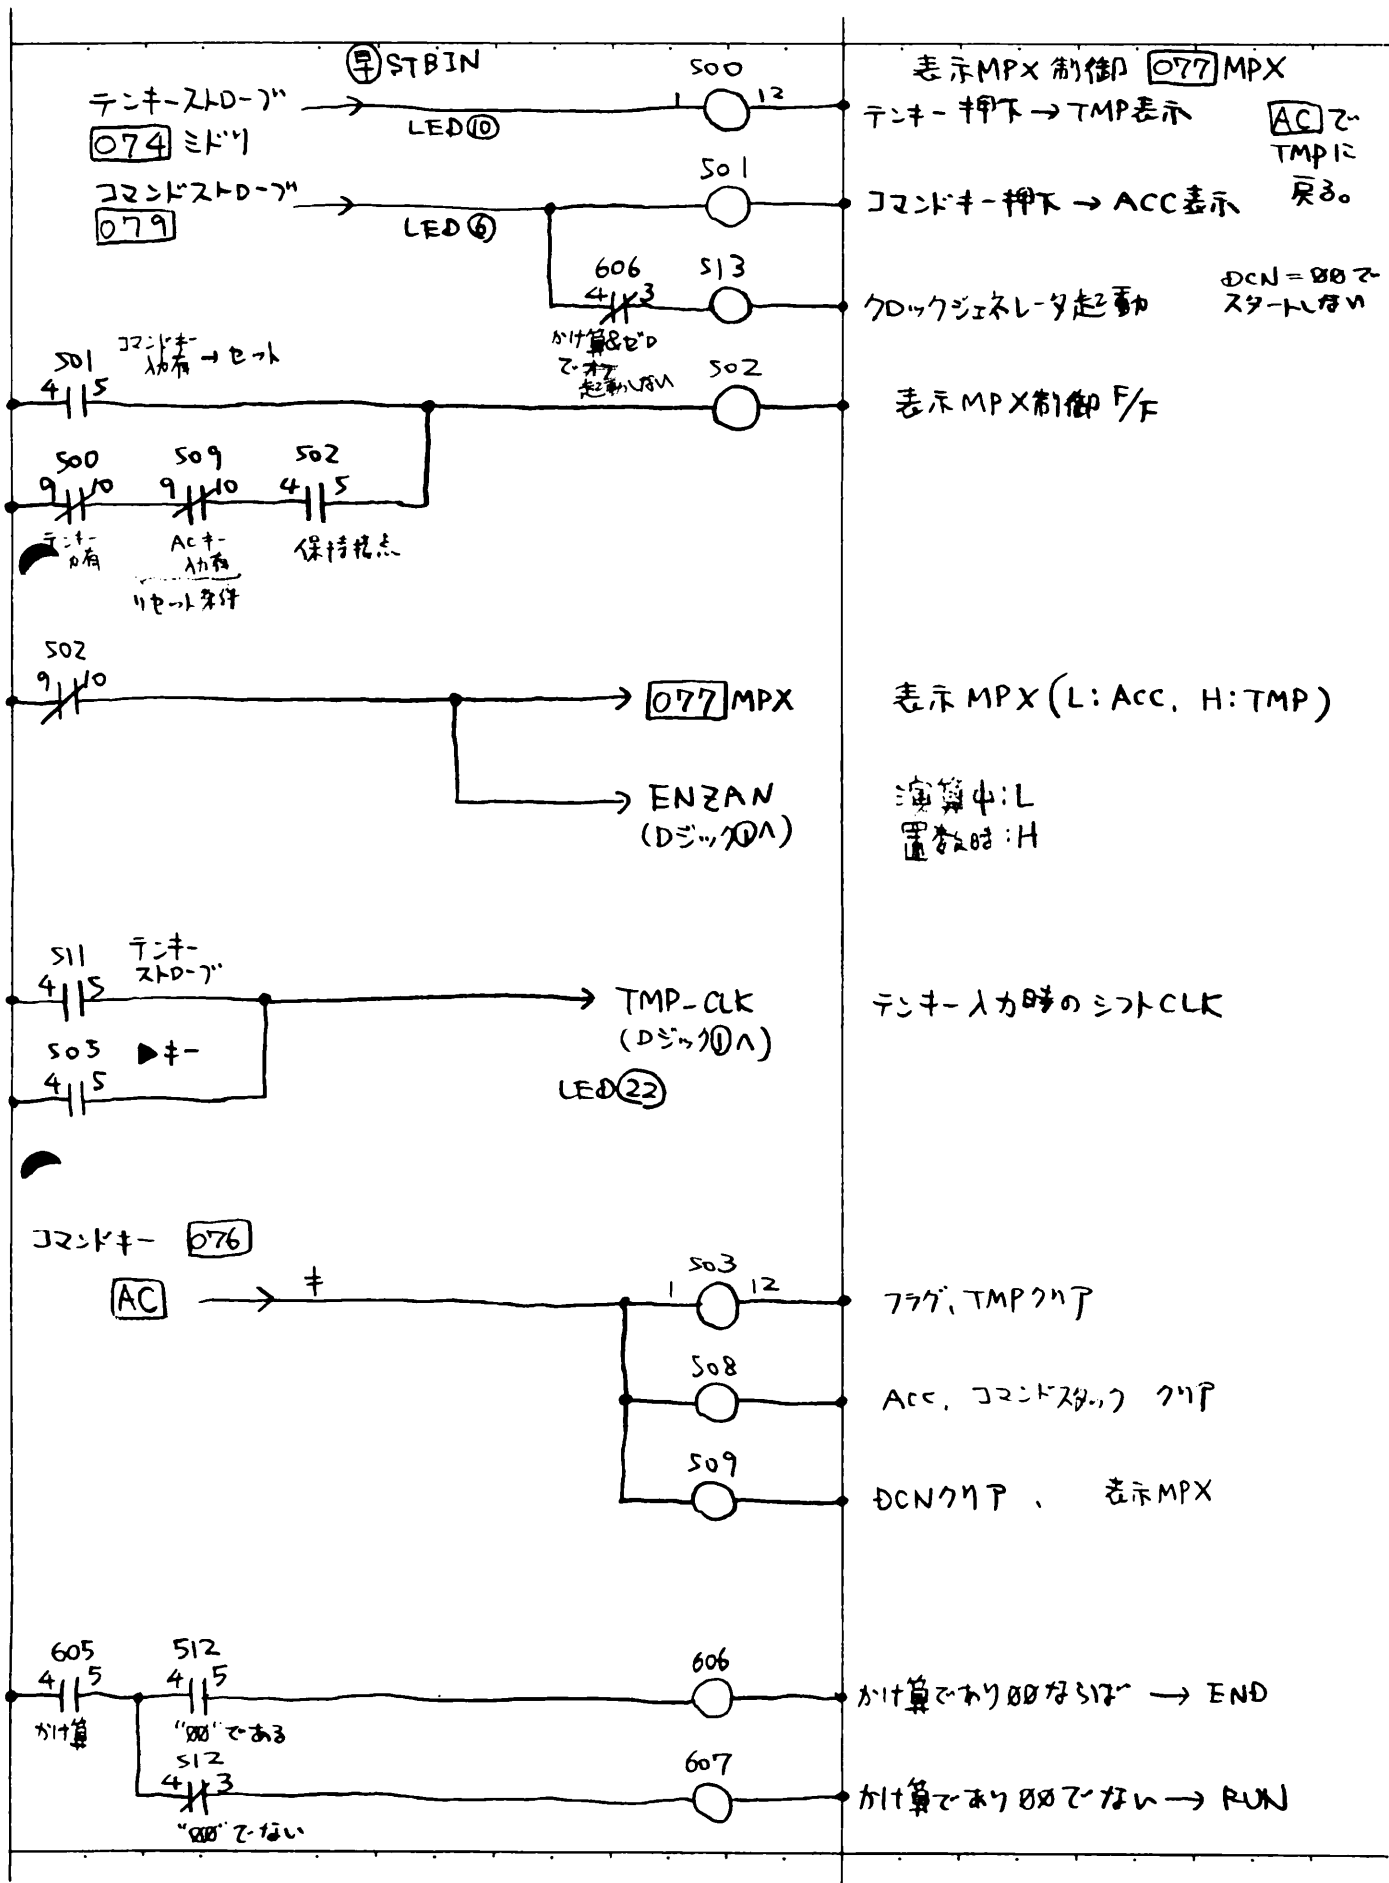 早 STBIN
500
表示MPX 制御 077 MPX
テンキーストローブ
1
12
テンキー押下→TMP表示
ACで
TMPに
戻る。
LED⑩
074 ミドリ
コマンドストローブ
501
コマンドキー押下→ACC表示
079
LED⑥
606
513
4
3
クロックジェネレータ起動
DCN=00で
スタートしない
かけ算&ゼロ
で
起動しない
501
コマンドキー
入力有→セット
4
5
502
表示MPX制御 F/F
500
509
502
9
10
9
10
4
5
テンキー
力有
ACキー
入力有
保持接点
リセット条件
502
9
10
077 MPX
表示MPX(L:ACC, H:TMP)
ENZAN
(Dジック①へ)
演算中:L
置数時:H
511
テンキー
ストローブ
4
5
TMP_CLK
(Dジック①へ)
テンキー入力時のシフトCLK
505
▶キー
4
5
LED㉒
コマンドキー 076
AC
キ
503
1
12
フラグ、TMPクリア
508
ACC, コマンドスタック クリア
509
DCNクリア、 表示MPX
605
512
606
4
5
4
5
かけ算であり00ならば → END
かけ算
"00"である
512
607
4
3
かけ算であり00でない→ RUN
"00"でない